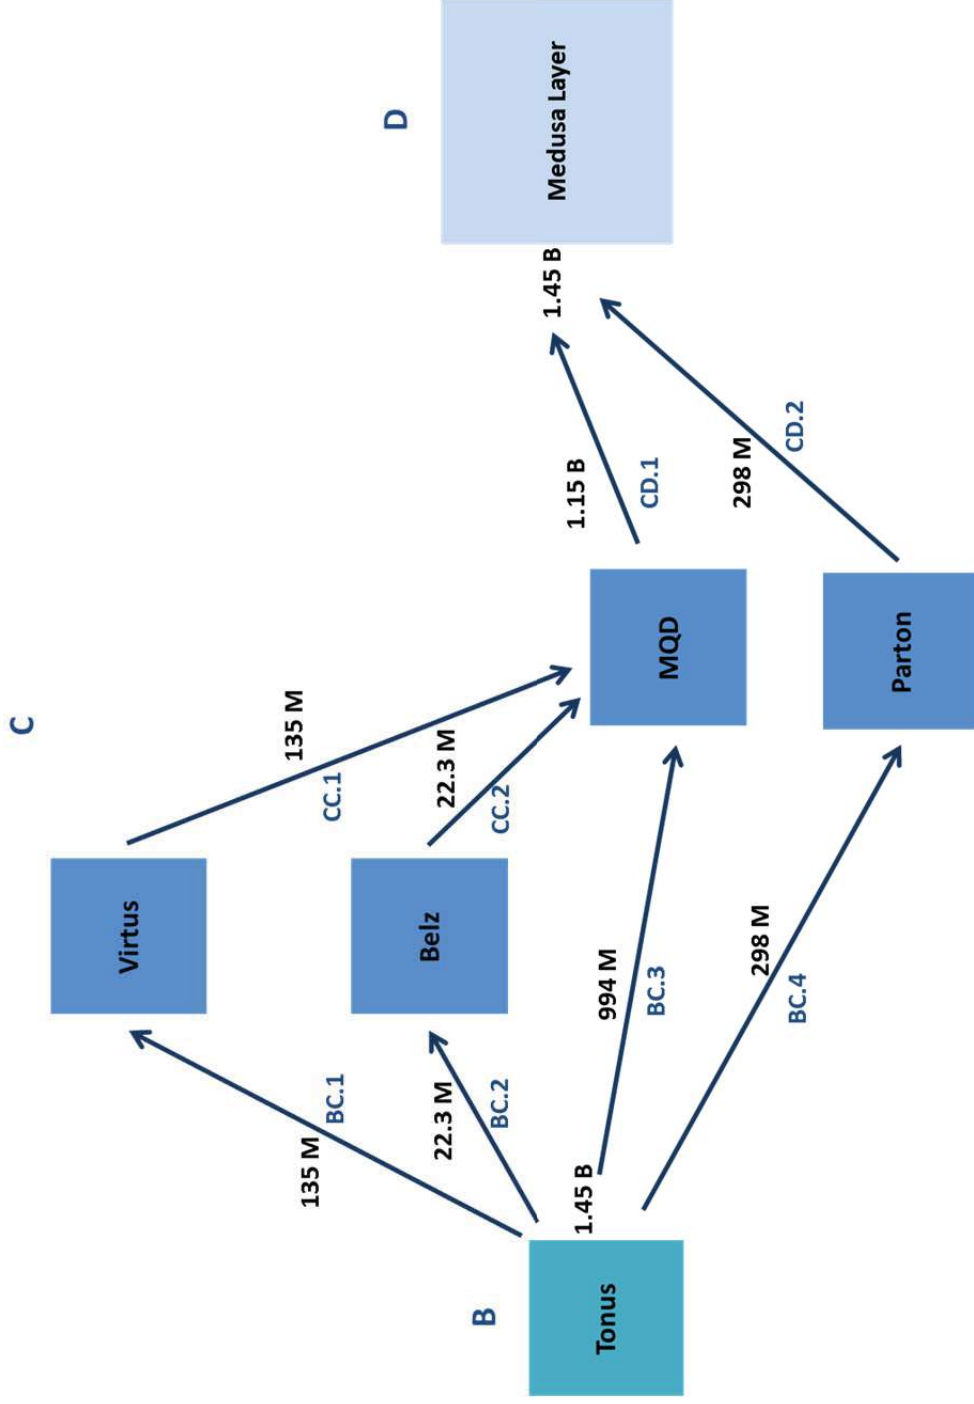 B
Tonus
1.45 B
135 M
BC.1
22.3 M
BC.2
994 M
BC.3
298 M
BC.4
C
Virtus
Belz
135 M
CC.1
22.3 M
CC.2
MQD
Parton
1.15 B
CD.1
298 M
CD.2
D
1.45 B
Medusa Layer